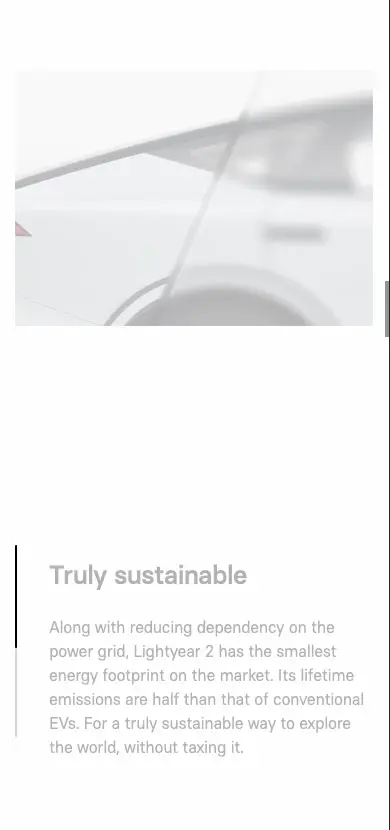 Truly sustainable
Along with reducing dependency on the
power grid, Lightyear 2 has the smallest
energy footprint on the market. Its lifetime
emissions are half than that of conventional
EVs. For a truly sustainable way to explore
the world, without taxing it.